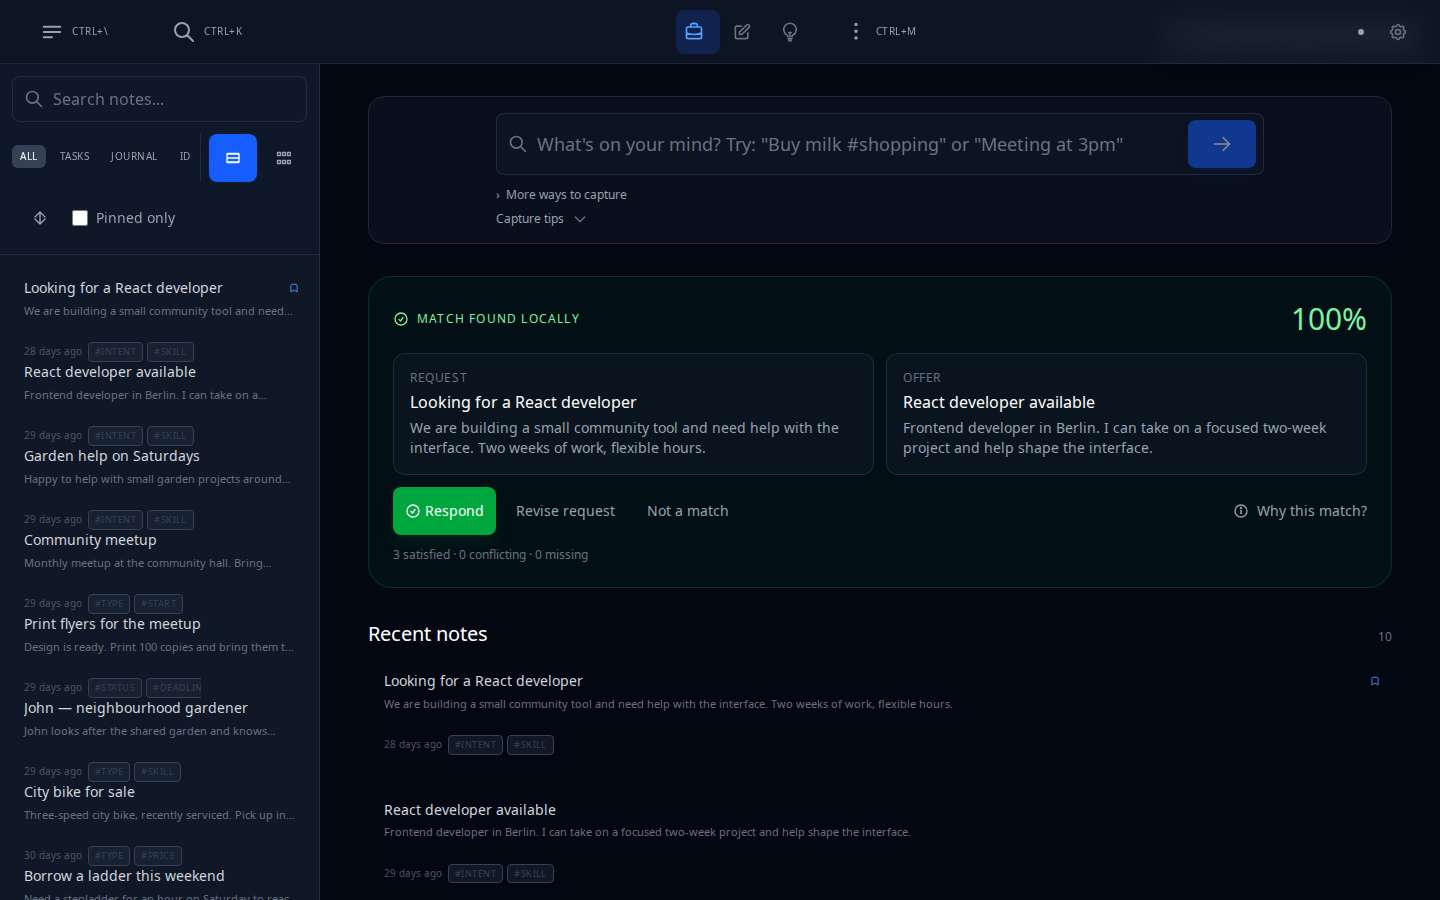 CTRL+\
CTRL+K
CTRL+M
Search notes...
ALL
TASKS
JOURNAL
ID
Pinned only
Looking for a React developer
We are building a small community tool and need...
28 days ago #INTENT #SKILL
React developer available
Frontend developer in Berlin. I can take on a...
29 days ago #INTENT #SKILL
Garden help on Saturdays
Happy to help with small garden projects around...
29 days ago #INTENT #SKILL
Community meetup
Monthly meetup at the community hall. Bring...
29 days ago #TYPE #START
Print flyers for the meetup
Design is ready. Print 100 copies and bring them t...
29 days ago #STATUS #DEADLIN
John — neighbourhood gardener
John looks after the shared garden and knows...
29 days ago #TYPE #SKILL
City bike for sale
Three-speed city bike, recently serviced. Pick up in...
30 days ago #TYPE #PRICE
Borrow a ladder this weekend
Need a stepladder for an hour on Saturday to reac...
What's on your mind? Try: "Buy milk #shopping" or "Meeting at 3pm"
› More ways to capture
Capture tips
MATCH FOUND LOCALLY
100%
REQUEST
Looking for a React developer
We are building a small community tool and need help with the
interface. Two weeks of work, flexible hours.
OFFER
React developer available
Frontend developer in Berlin. I can take on a focused two-week
project and help shape the interface.
Respond
Revise request
Not a match
Why this match?
3 satisfied · 0 conflicting · 0 missing
Recent notes
10
Looking for a React developer
We are building a small community tool and need help with the interface. Two weeks of work, flexible hours.
28 days ago #INTENT #SKILL
React developer available
Frontend developer in Berlin. I can take on a focused two-week project and help shape the interface.
29 days ago #INTENT #SKILL